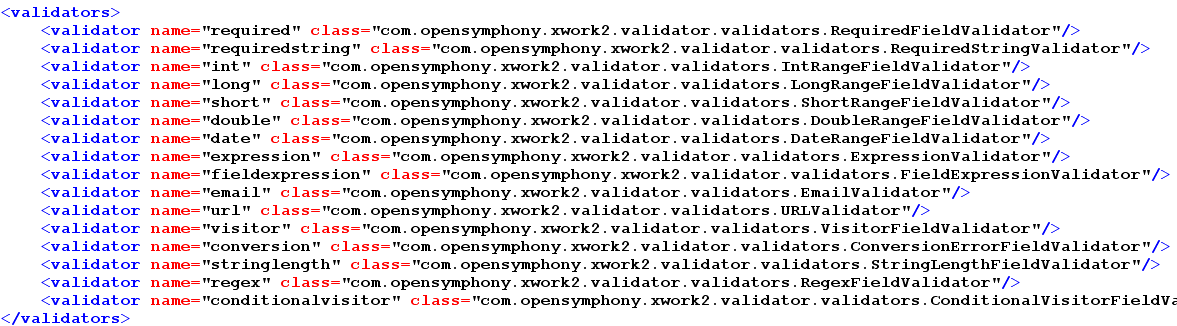 <validators>
    <validator name="required" class="com.opensymphony.xwork2.validator.validators.RequiredFieldValidator"/>
    <validator name="requiredstring" class="com.opensymphony.xwork2.validator.validators.RequiredStringValidator"/>
    <validator name="int" class="com.opensymphony.xwork2.validator.validators.IntRangeFieldValidator"/>
    <validator name="long" class="com.opensymphony.xwork2.validator.validators.LongRangeFieldValidator"/>
    <validator name="short" class="com.opensymphony.xwork2.validator.validators.ShortRangeFieldValidator"/>
    <validator name="double" class="com.opensymphony.xwork2.validator.validators.DoubleRangeFieldValidator"/>
    <validator name="date" class="com.opensymphony.xwork2.validator.validators.DateRangeFieldValidator"/>
    <validator name="expression" class="com.opensymphony.xwork2.validator.validators.ExpressionValidator"/>
    <validator name="fieldexpression" class="com.opensymphony.xwork2.validator.validators.FieldExpressionValidator"/>
    <validator name="email" class="com.opensymphony.xwork2.validator.validators.EmailValidator"/>
    <validator name="url" class="com.opensymphony.xwork2.validator.validators.URLValidator"/>
    <validator name="visitor" class="com.opensymphony.xwork2.validator.validators.VisitorFieldValidator"/>
    <validator name="conversion" class="com.opensymphony.xwork2.validator.validators.ConversionErrorFieldValidator"/>
    <validator name="stringlength" class="com.opensymphony.xwork2.validator.validators.StringLengthFieldValidator"/>
    <validator name="regex" class="com.opensymphony.xwork2.validator.validators.RegexFieldValidator"/>
    <validator name="conditionalvisitor" class="com.opensymphony.xwork2.validator.validators.ConditionalVisitorFieldVa
</validators>